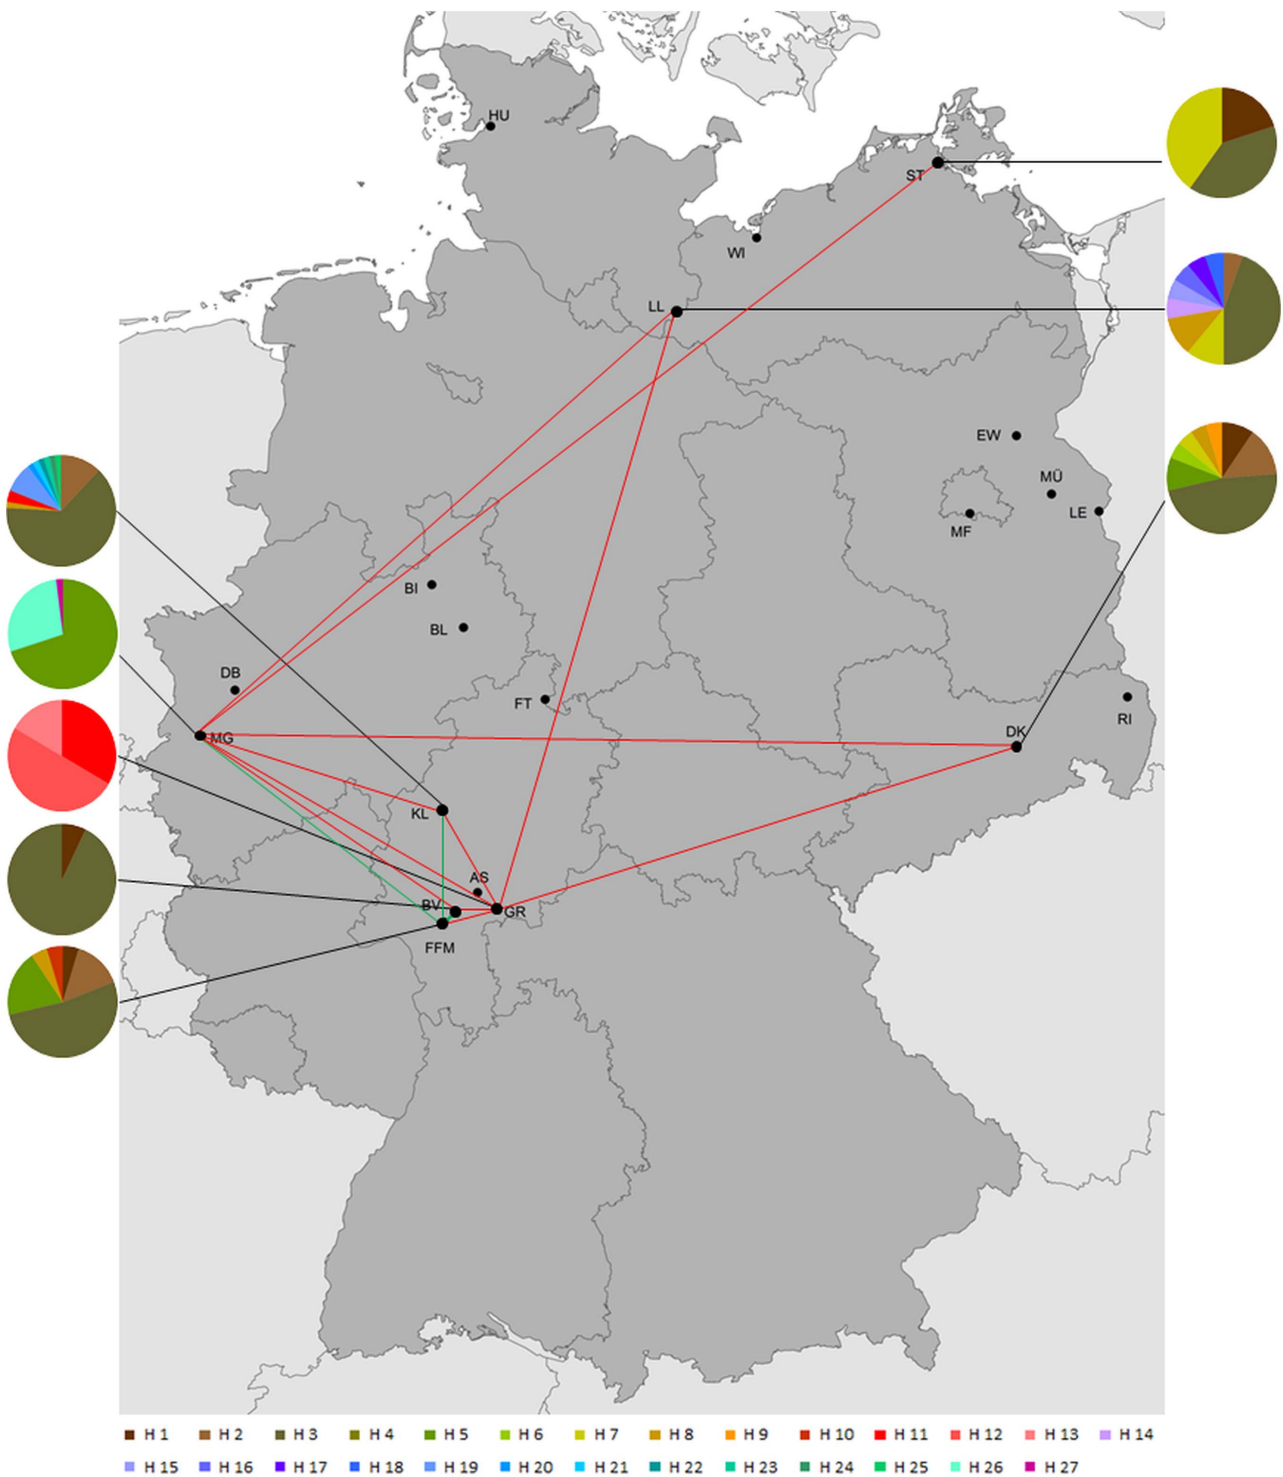 HU
ST
WI
LL
EW
MÜ
LE
MF
BI
BL
DB
FT
RI
MG
DK
KL
AS
BV
GR
FFM
H 1 H 2 H 3 H 4 H 5 H 6 H 7 H 8 H 9 H 10 H 11 H 12 H 13 H 14
H 15 H 16 H 17 H 18 H 19 H 20 H 21 H 22 H 23 H 24 H 25 H 26 H 27